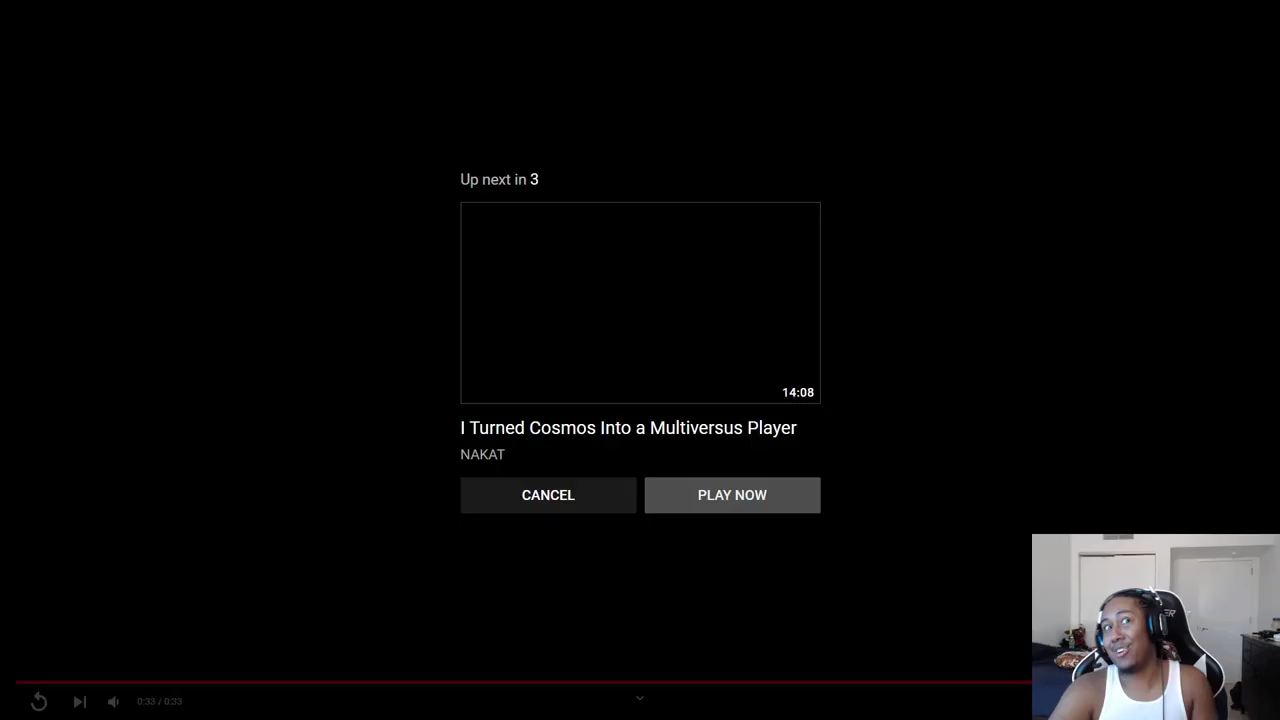 Up next in 3
14:08
I Turned Cosmos Into a Multiversus Player
NAKAT
CANCEL
PLAY NOW
0:33 / 0:33